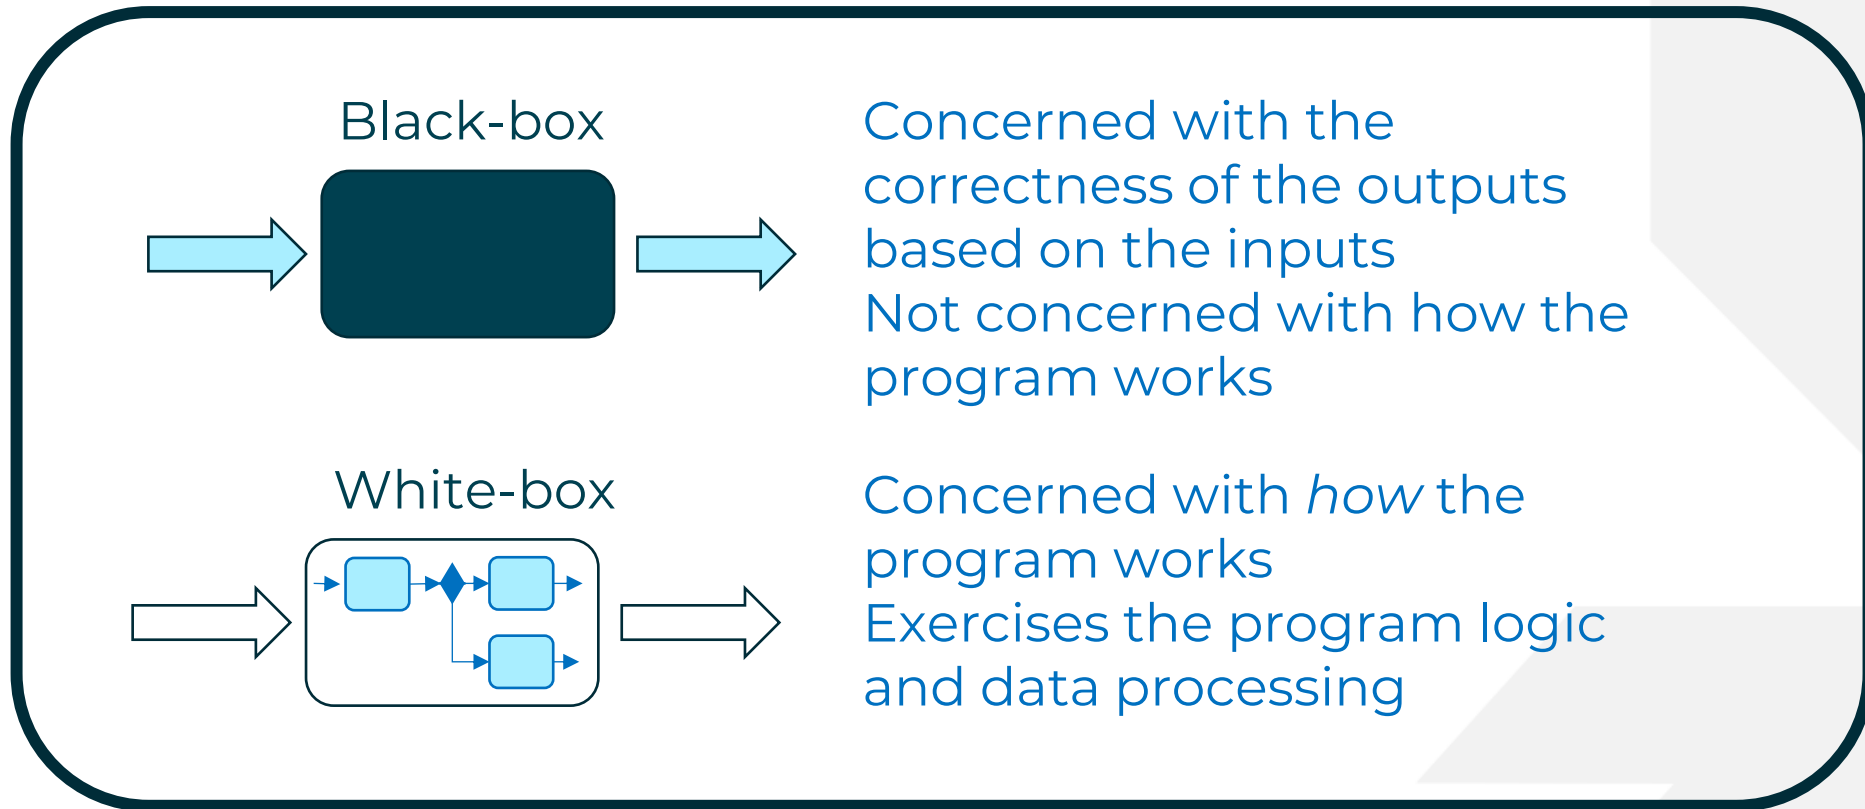 Black-box
Concerned with the
correctness of the outputs
based on the inputs
Not concerned with how the
program works
White-box
Concerned with how the
program works
Exercises the program logic
and data processing